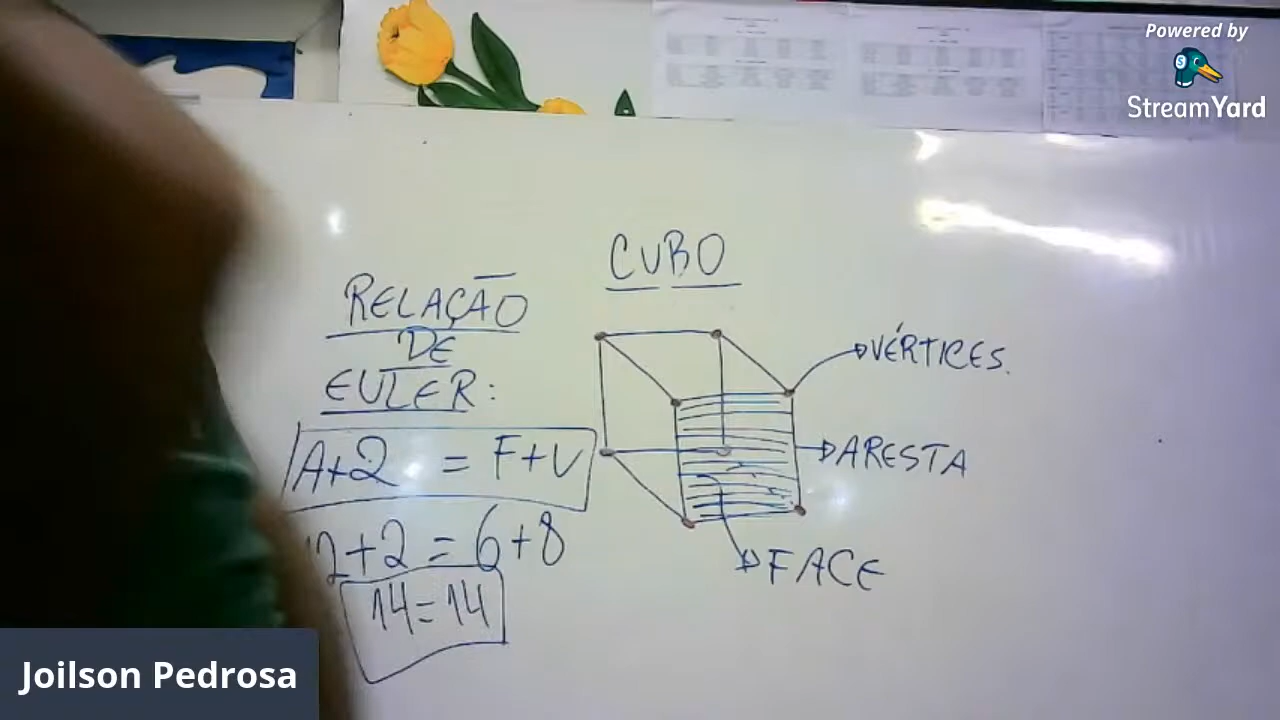 Powered by
StreamYard
CUBO
RELAÇÃO
DE
EULER:
A+2 = F+V
12+2 = 6+8
14=14
VÉRTICES.
ARESTA
FACE
Joilson Pedrosa